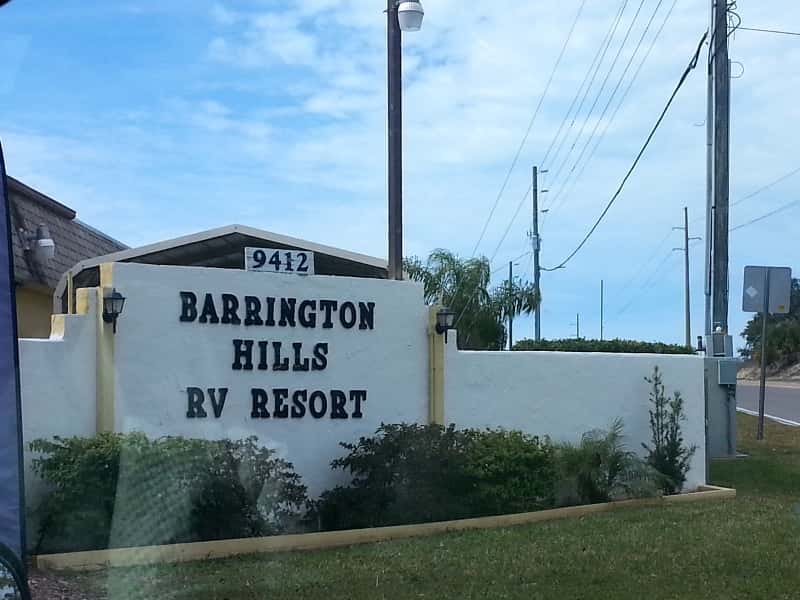 9412
BARRINGTON
HILLS
RV RESORT